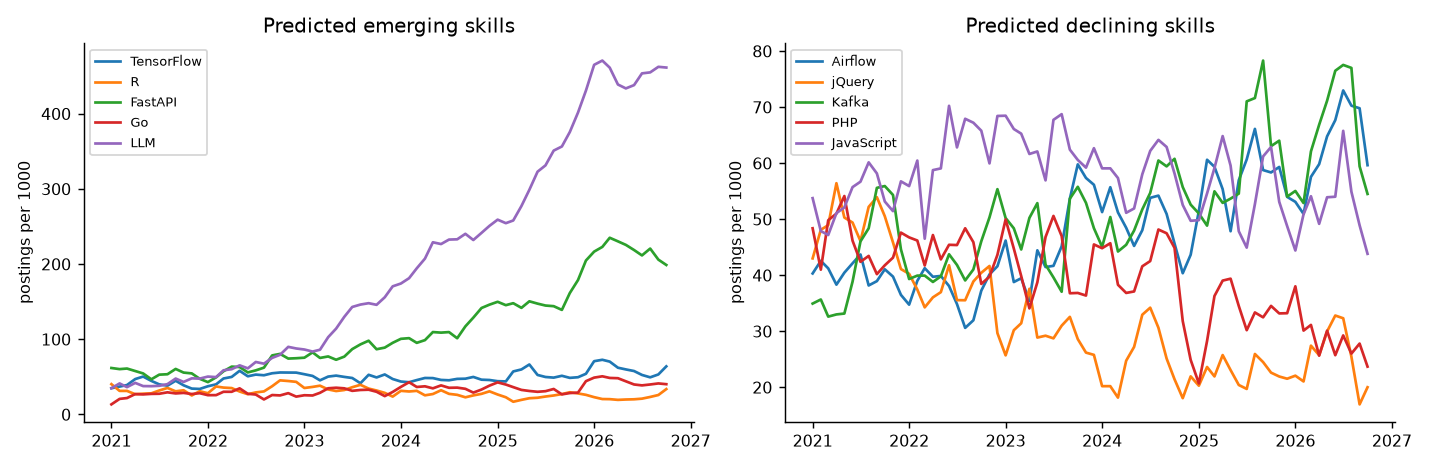 Predicted emerging skills
postings per 1000
400
300
200
100
0
2021 2022 2023 2024 2025 2026 2027
TensorFlow
R
FastAPI
Go
LLM
Predicted declining skills
postings per 1000
80
70
60
50
40
30
20
2021 2022 2023 2024 2025 2026 2027
Airflow
jQuery
Kafka
PHP
JavaScript